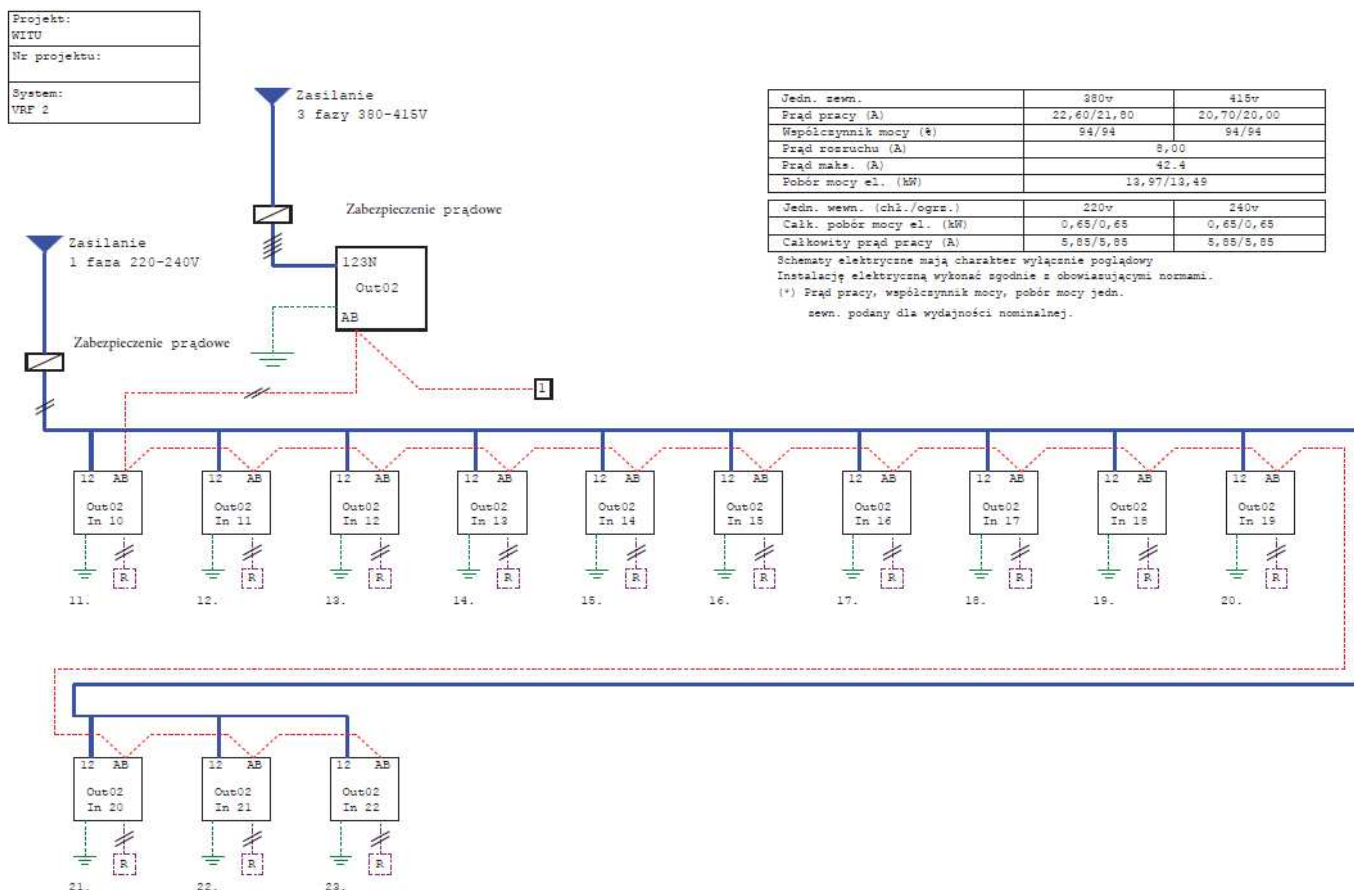 Projekt:
WITU
Nr projektu:
System:
VRF 2
Zasilanie
3 fazy 380-415V
Zabezpieczenie prądowe
Zasilanie
1 faza 220-240V
Zabezpieczenie prądowe
123N
Out02
AB
1
Jedn. zewn. 380v 415v
Prąd pracy (A) 22,60/21,80 20,70/20,00
Współczynnik mocy (%) 94/94 94/94
Prąd rozruchu (A) 8,00
Prąd maks. (A) 42.4
Pobór mocy el. (kW) 13,97/13,49
Jedn. wewn. (chł./ogrz.) 220v 240v
Całk. pobór mocy el. (kW) 0,65/0,65 0,65/0,65
Całkowity prąd pracy (A) 5,85/5,85 5,85/5,85
Schematy elektryczne mają charakter wyłącznie poglądowy
Instalację elektryczną wykonać zgodnie z obowiazującymi normami.
(*) Prąd pracy, współczynnik mocy, pobór mocy jedn.
zewn. podany dla wydajności nominalnej.
12 AB 12 AB 12 AB 12 AB 12 AB 12 AB 12 AB 12 AB 12 AB 12 AB
Out02 Out02 Out02 Out02 Out02 Out02 Out02 Out02 Out02 Out02
In 10 In 11 In 12 In 13 In 14 In 15 In 16 In 17 In 18 In 19
R R R R R R R R R R
11. 12. 13. 14. 15. 16. 17. 18. 19. 20.
12 AB 12 AB 12 AB
Out02 Out02 Out02
In 20 In 21 In 22
R R R
21. 22. 23.